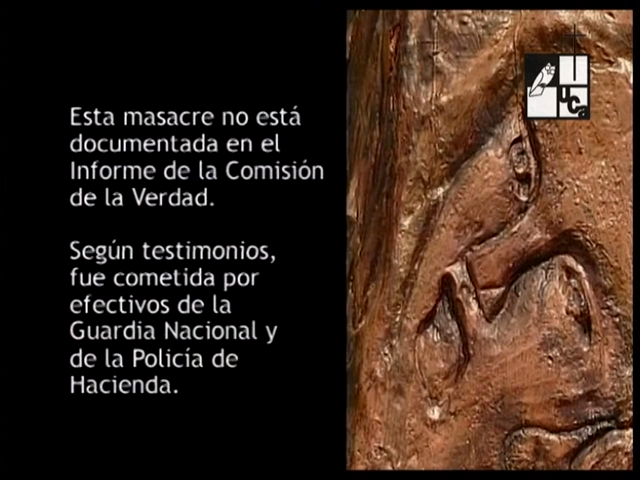 Esta masacre no está
documentada en el
Informe de la Comisión
de la Verdad.
Según testimonios,
fue cometida por
efectivos de la
Guardia Nacional y
de la Policía de
Hacienda.
UCa